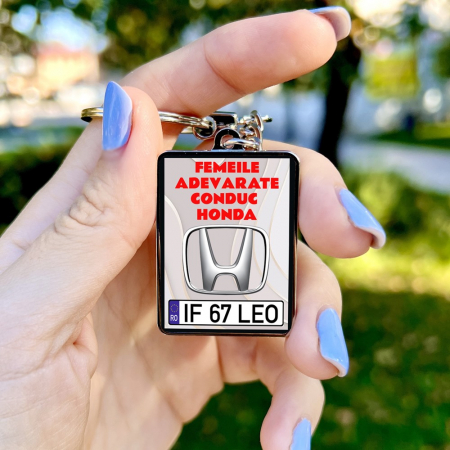 FEMEILE
ADEVARATE
CONDUC
HONDA
RO IF 67 LEO